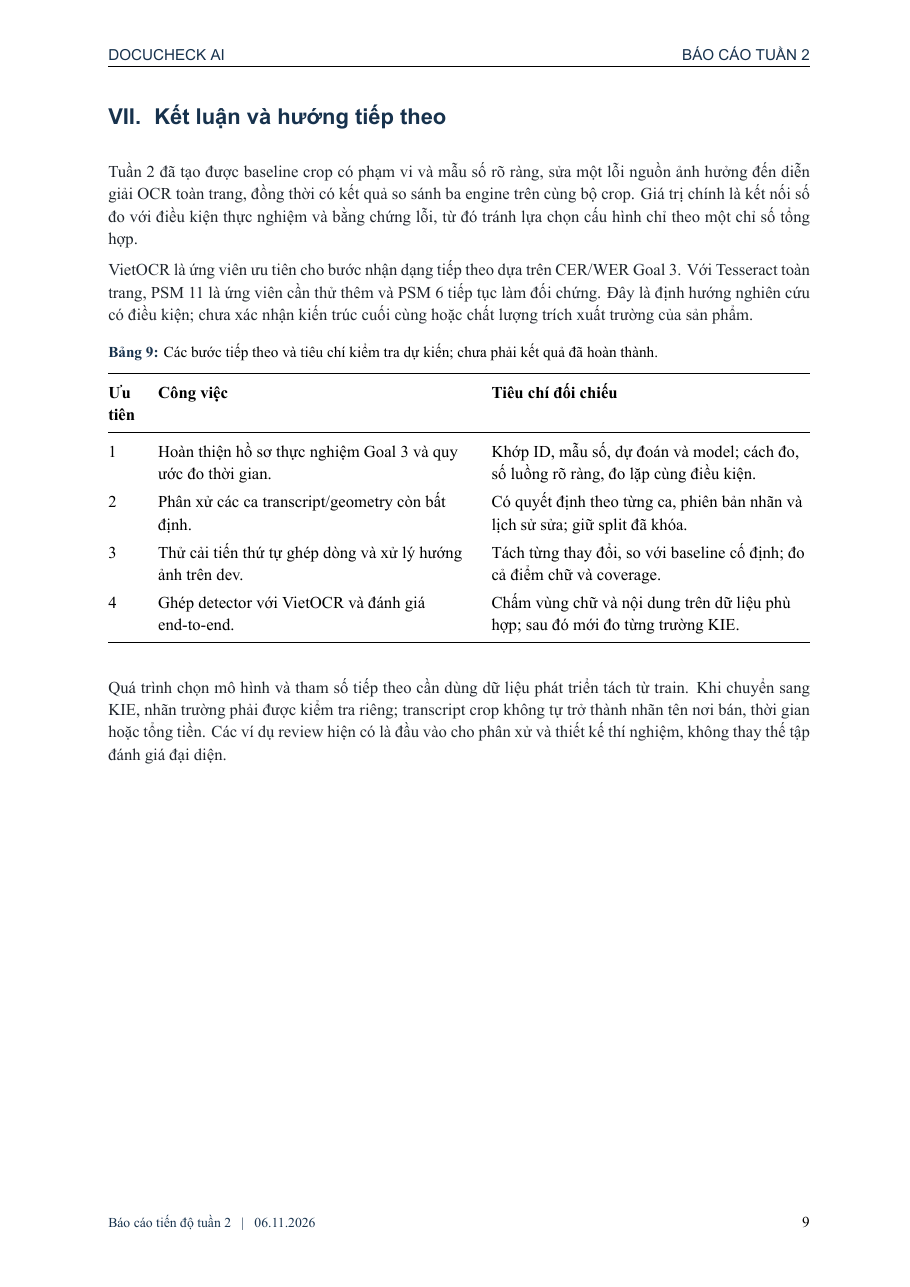 DOCUCHECK AI BÁO CÁO TUẦN 2
VII. Kết luận và hướng tiếp theo
Tuần 2 đã tạo được baseline crop có phạm vi và mẫu số rõ ràng, sửa một lỗi nguồn ảnh hưởng đến diễn
giải OCR toàn trang, đồng thời có kết quả so sánh ba engine trên cùng bộ crop. Giá trị chính là kết nối số
đo với điều kiện thực nghiệm và bằng chứng lỗi, từ đó tránh lựa chọn cấu hình chỉ theo một chỉ số tổng
hợp.
VietOCR là ứng viên ưu tiên cho bước nhận dạng tiếp theo dựa trên CER/WER Goal 3. Với Tesseract toàn
trang, PSM 11 là ứng viên cần thử thêm và PSM 6 tiếp tục làm đối chứng. Đây là định hướng nghiên cứu
có điều kiện; chưa xác nhận kiến trúc cuối cùng hoặc chất lượng trích xuất trường của sản phẩm.
Bảng 9: Các bước tiếp theo và tiêu chí kiểm tra dự kiến; chưa phải kết quả đã hoàn thành.
Ưu Công việc Tiêu chí đối chiếu
tiên
1 Hoàn thiện hồ sơ thực nghiệm Goal 3 và quy Khớp ID, mẫu số, dự đoán và model; cách đo,
ước đo thời gian. số luồng rõ ràng, đo lặp cùng điều kiện.
2 Phân xử các ca transcript/geometry còn bất Có quyết định theo từng ca, phiên bản nhãn và
định. lịch sử sửa; giữ split đã khóa.
3 Thử cải tiến thứ tự ghép dòng và xử lý hướng Tách từng thay đổi, so với baseline cố định; đo
ảnh trên dev. cả điểm chữ và coverage.
4 Ghép detector với VietOCR và đánh giá Chấm vùng chữ và nội dung trên dữ liệu phù
end-to-end. hợp; sau đó mới đo từng trường KIE.
Quá trình chọn mô hình và tham số tiếp theo cần dùng dữ liệu phát triển tách từ train. Khi chuyển sang
KIE, nhãn trường phải được kiểm tra riêng; transcript crop không tự trở thành nhãn tên nơi bán, thời gian
hoặc tổng tiền. Các ví dụ review hiện có là đầu vào cho phân xử và thiết kế thí nghiệm, không thay thế tập
đánh giá đại diện.
Báo cáo tiến độ tuần 2 | 06.11.2026 9